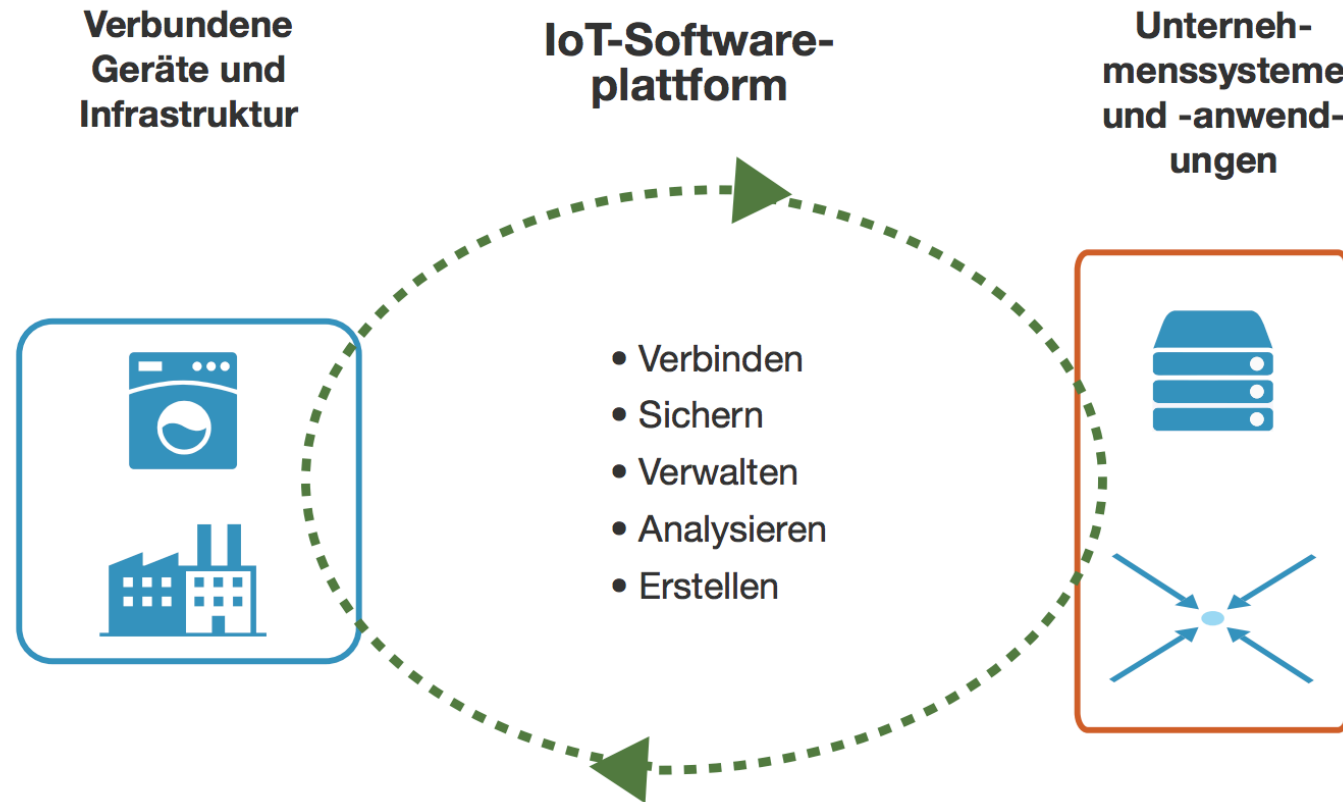 Verbundene
Geräte und
Infrastruktur
IoT-Software-
plattform
Unterneh-
menssysteme
und -anwend-
ungen
• Verbinden
• Sichern
• Verwalten
• Analysieren
• Erstellen